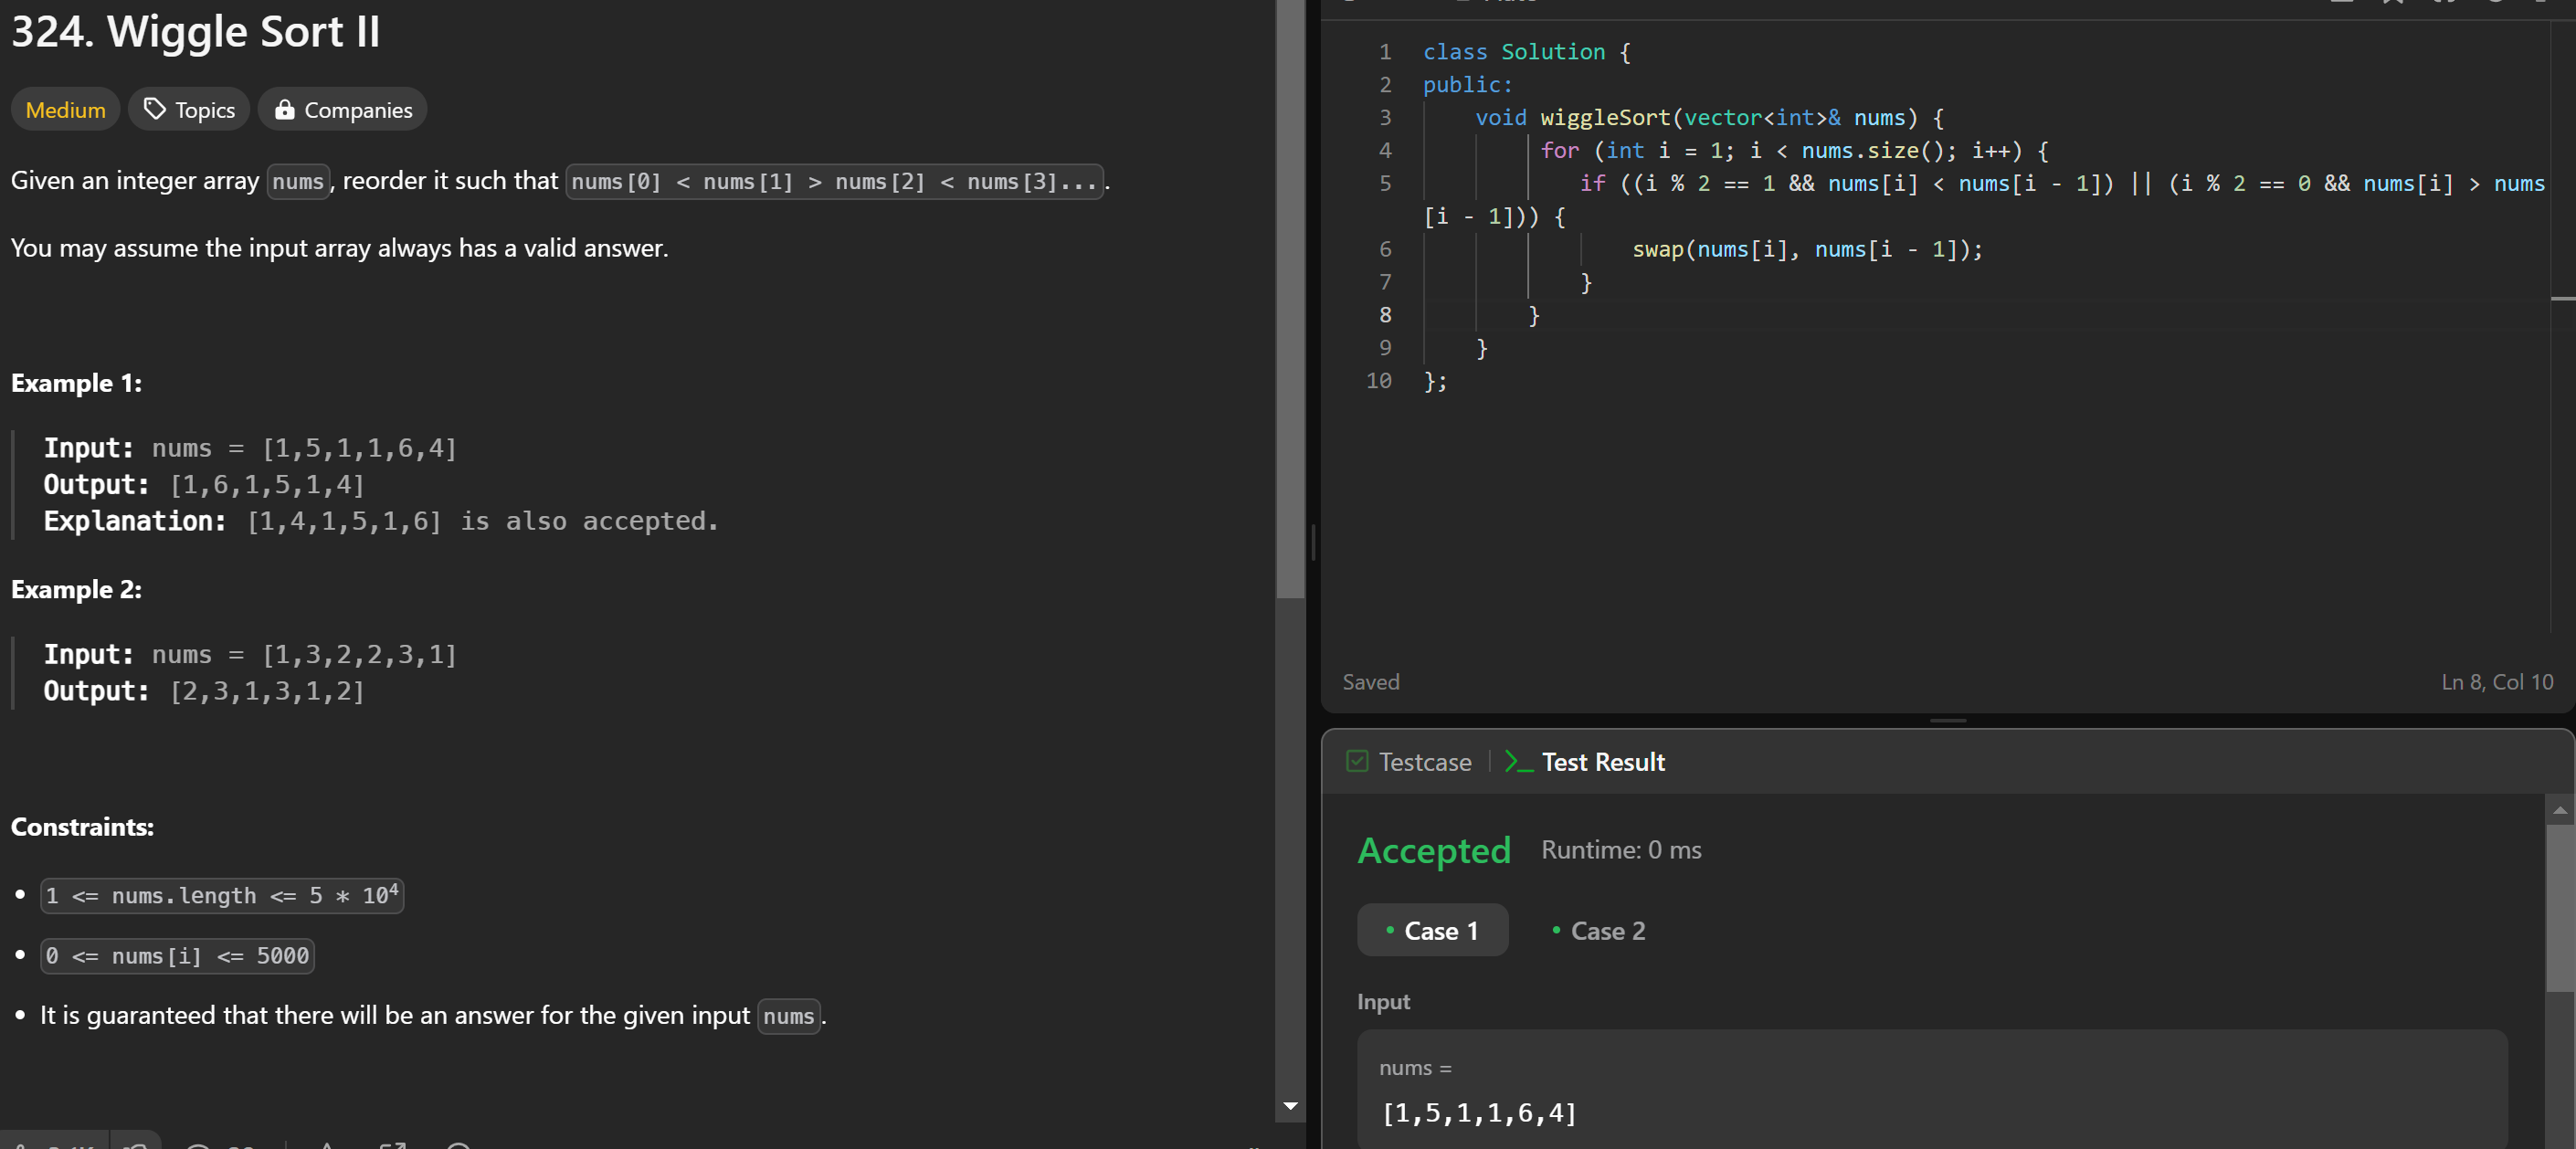 324. Wiggle Sort II
Medium Topics Companies
Given an integer array nums, reorder it such that nums[0] < nums[1] > nums[2] < nums[3]....
You may assume the input array always has a valid answer.
Example 1:
Input: nums = [1,5,1,1,6,4]
Output: [1,6,1,5,1,4]
Explanation: [1,4,1,5,1,6] is also accepted.
Example 2:
Input: nums = [1,3,2,2,3,1]
Output: [2,3,1,3,1,2]
Constraints:
• 1 <= nums.length <= 5 * 10⁴
• 0 <= nums[i] <= 5000
• It is guaranteed that there will be an answer for the given input nums.
1 class Solution {
2 public:
3 void wiggleSort(vector<int>& nums) {
4 for (int i = 1; i < nums.size(); i++) {
5 if ((i % 2 == 1 && nums[i] < nums[i - 1]) || (i % 2 == 0 && nums[i] > nums
[i - 1])) {
6 swap(nums[i], nums[i - 1]);
7 }
8 }
9 }
10 };
Saved Ln 8, Col 10
Testcase Test Result
Accepted Runtime: 0 ms
• Case 1 • Case 2
Input
nums =
[1,5,1,1,6,4]